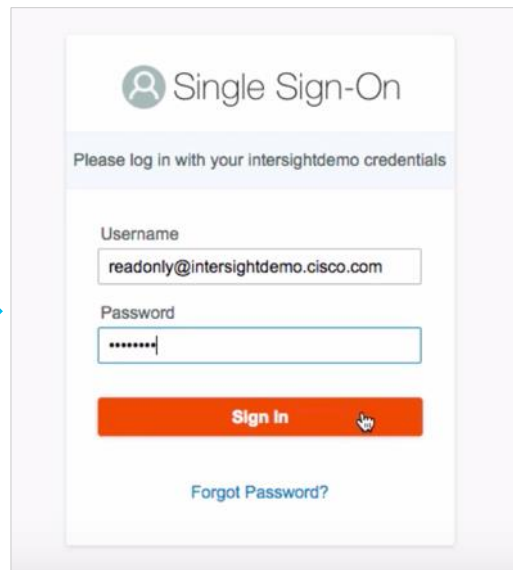 Single Sign-On
Please log in with your intersightdemo credentials
Username
readonly@intersightdemo.cisco.com
Password
••••••••
Sign In
Forgot Password?